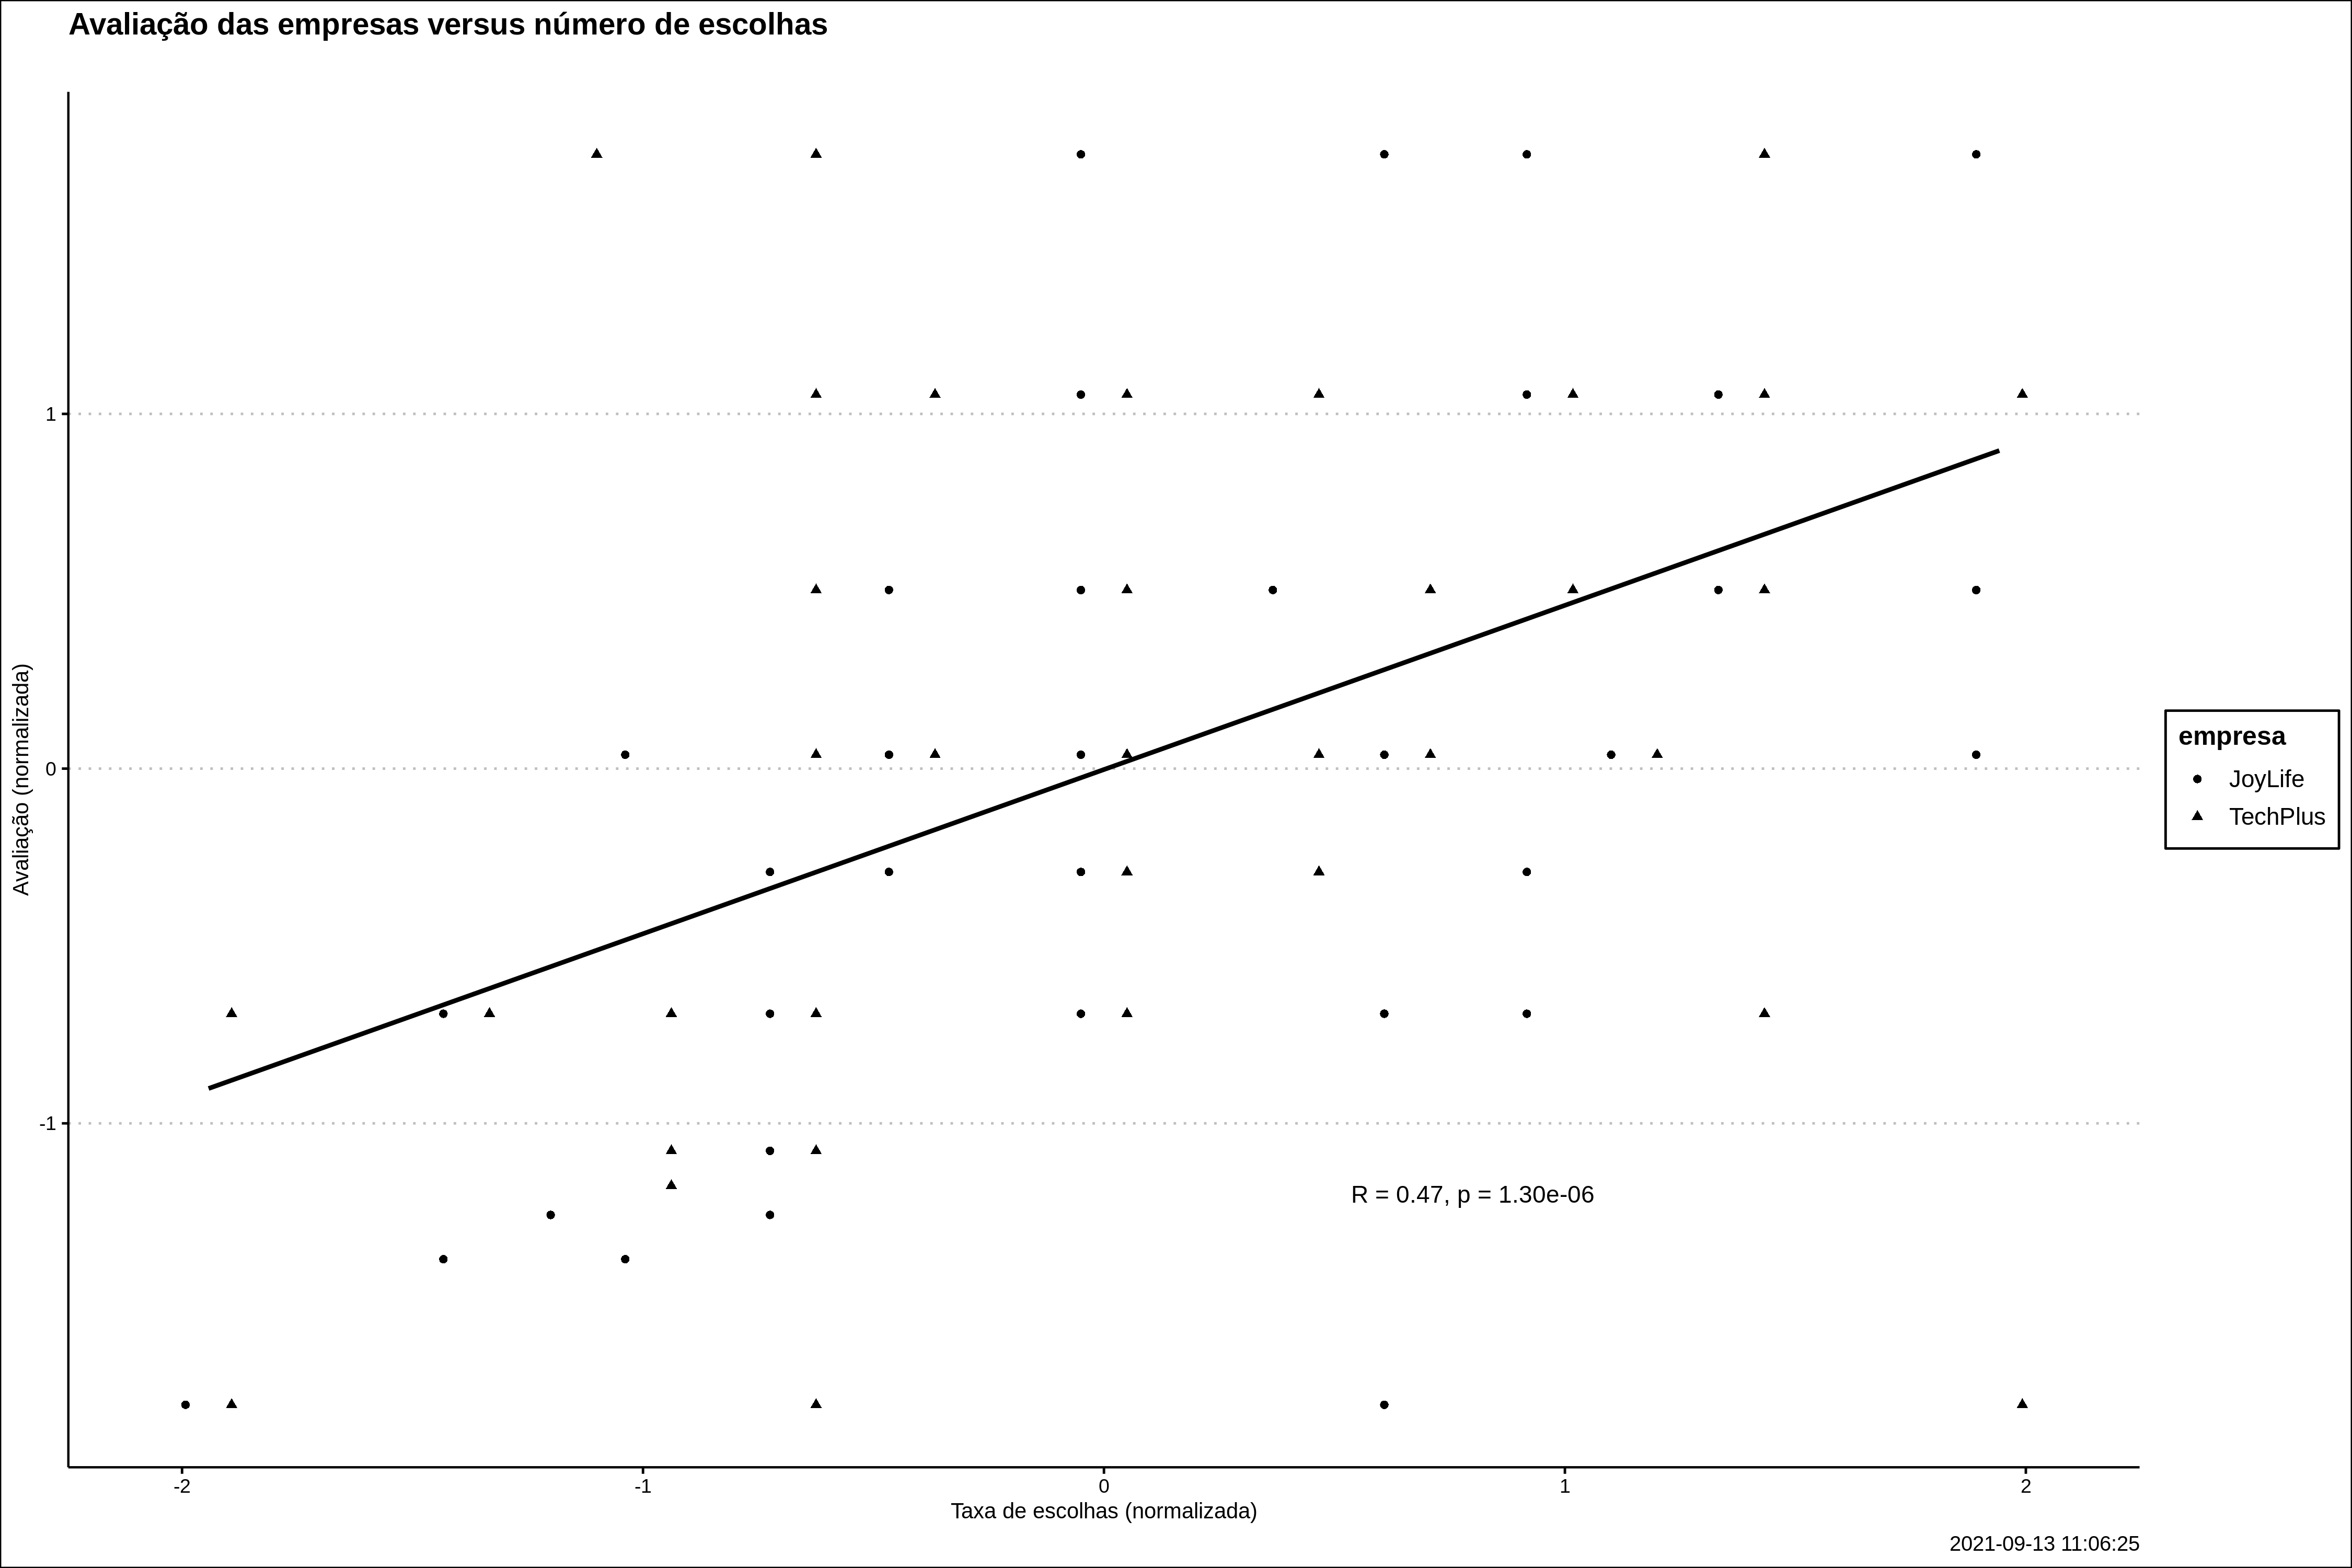 Avaliação das empresas versus número de escolhas
1
0
-1
Avaliação (normalizada)
R = 0.47, p = 1.30e-06
-2
-1
0
1
2
Taxa de escolhas (normalizada)
empresa
JoyLife
TechPlus
2021-09-13 11:06:25